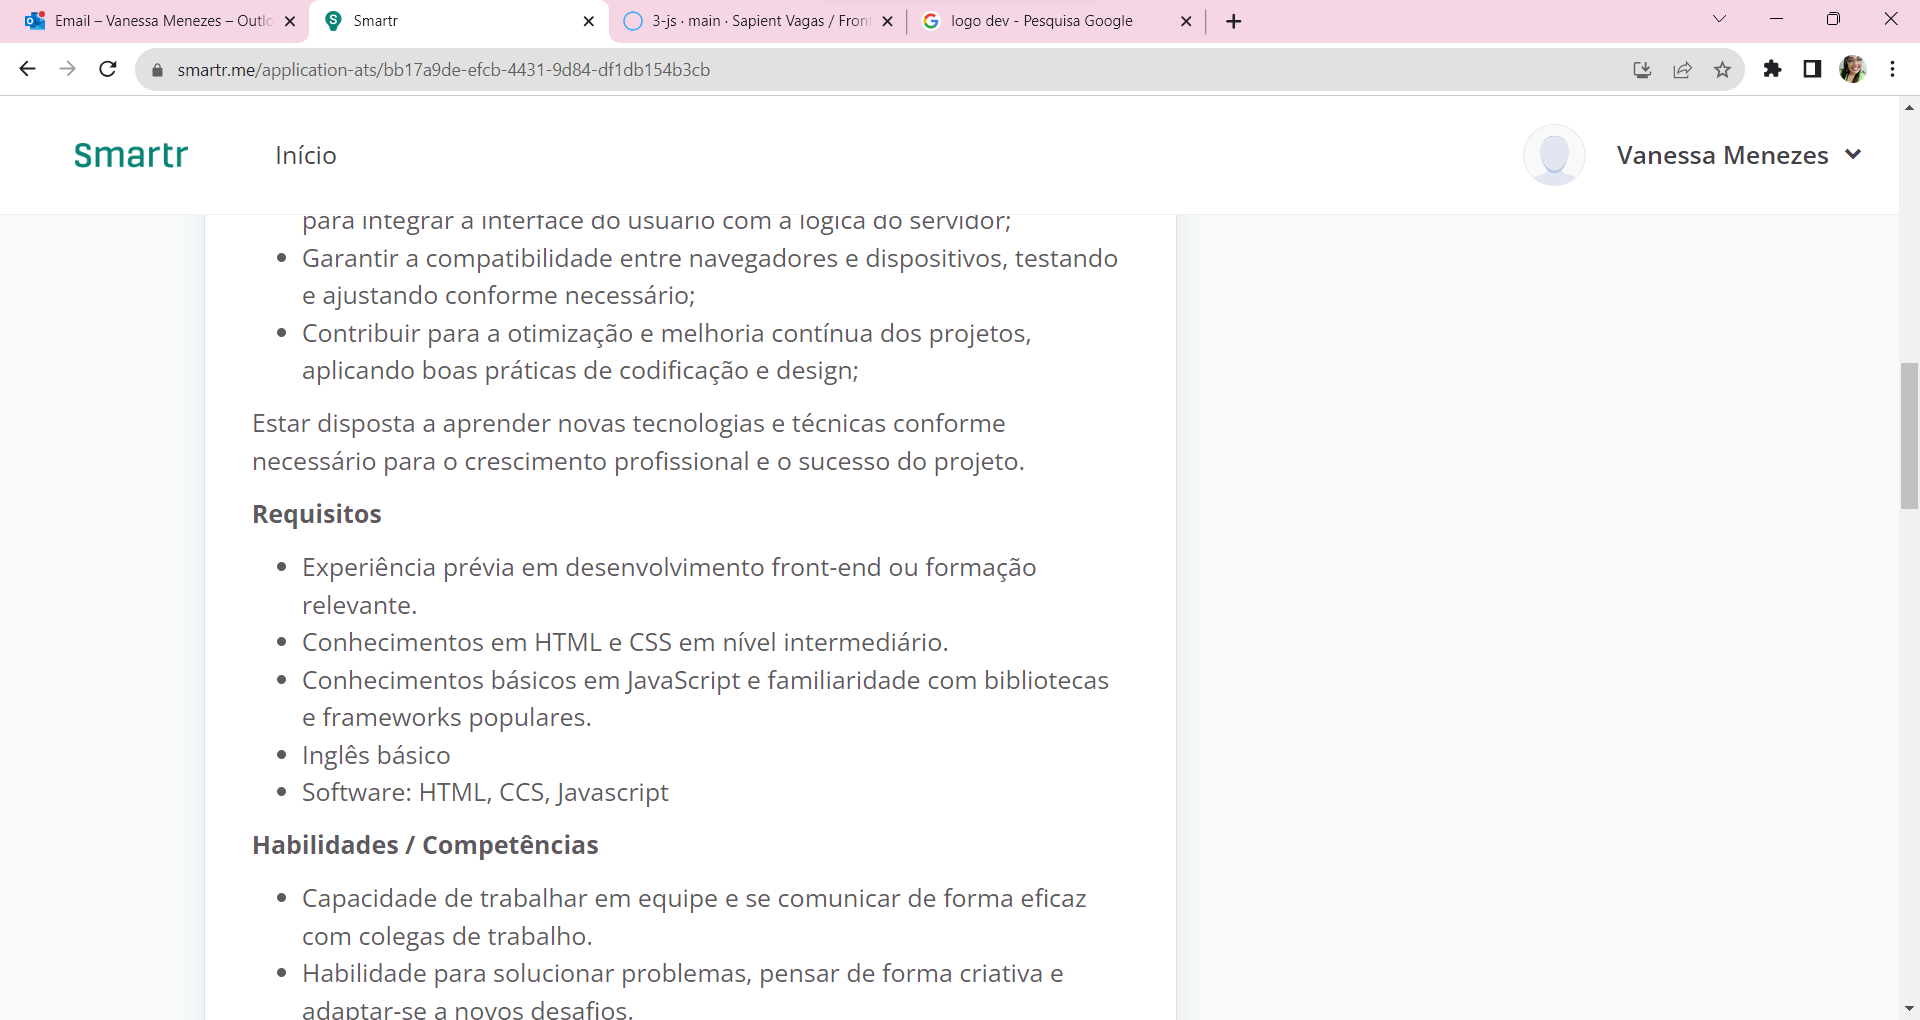 Email – Vanessa Menezes – Outlo
Smartr
3-js · main · Sapient Vagas / Fron
logo dev - Pesquisa Google
smartr.me/application-ats/bb17a9de-efcb-4431-9d84-df1db154b3cb
Smartr
Início
Vanessa Menezes
para integrar a interface do usuário com a lógica do servidor;
Garantir a compatibilidade entre navegadores e dispositivos, testando
e ajustando conforme necessário;
Contribuir para a otimização e melhoria contínua dos projetos,
aplicando boas práticas de codificação e design;
Estar disposta a aprender novas tecnologias e técnicas conforme
necessário para o crescimento profissional e o sucesso do projeto.
Requisitos
Experiência prévia em desenvolvimento front-end ou formação
relevante.
Conhecimentos em HTML e CSS em nível intermediário.
Conhecimentos básicos em JavaScript e familiaridade com bibliotecas
e frameworks populares.
Inglês básico
Software: HTML, CCS, Javascript
Habilidades / Competências
Capacidade de trabalhar em equipe e se comunicar de forma eficaz
com colegas de trabalho.
Habilidade para solucionar problemas, pensar de forma criativa e
adaptar-se a novos desafios.